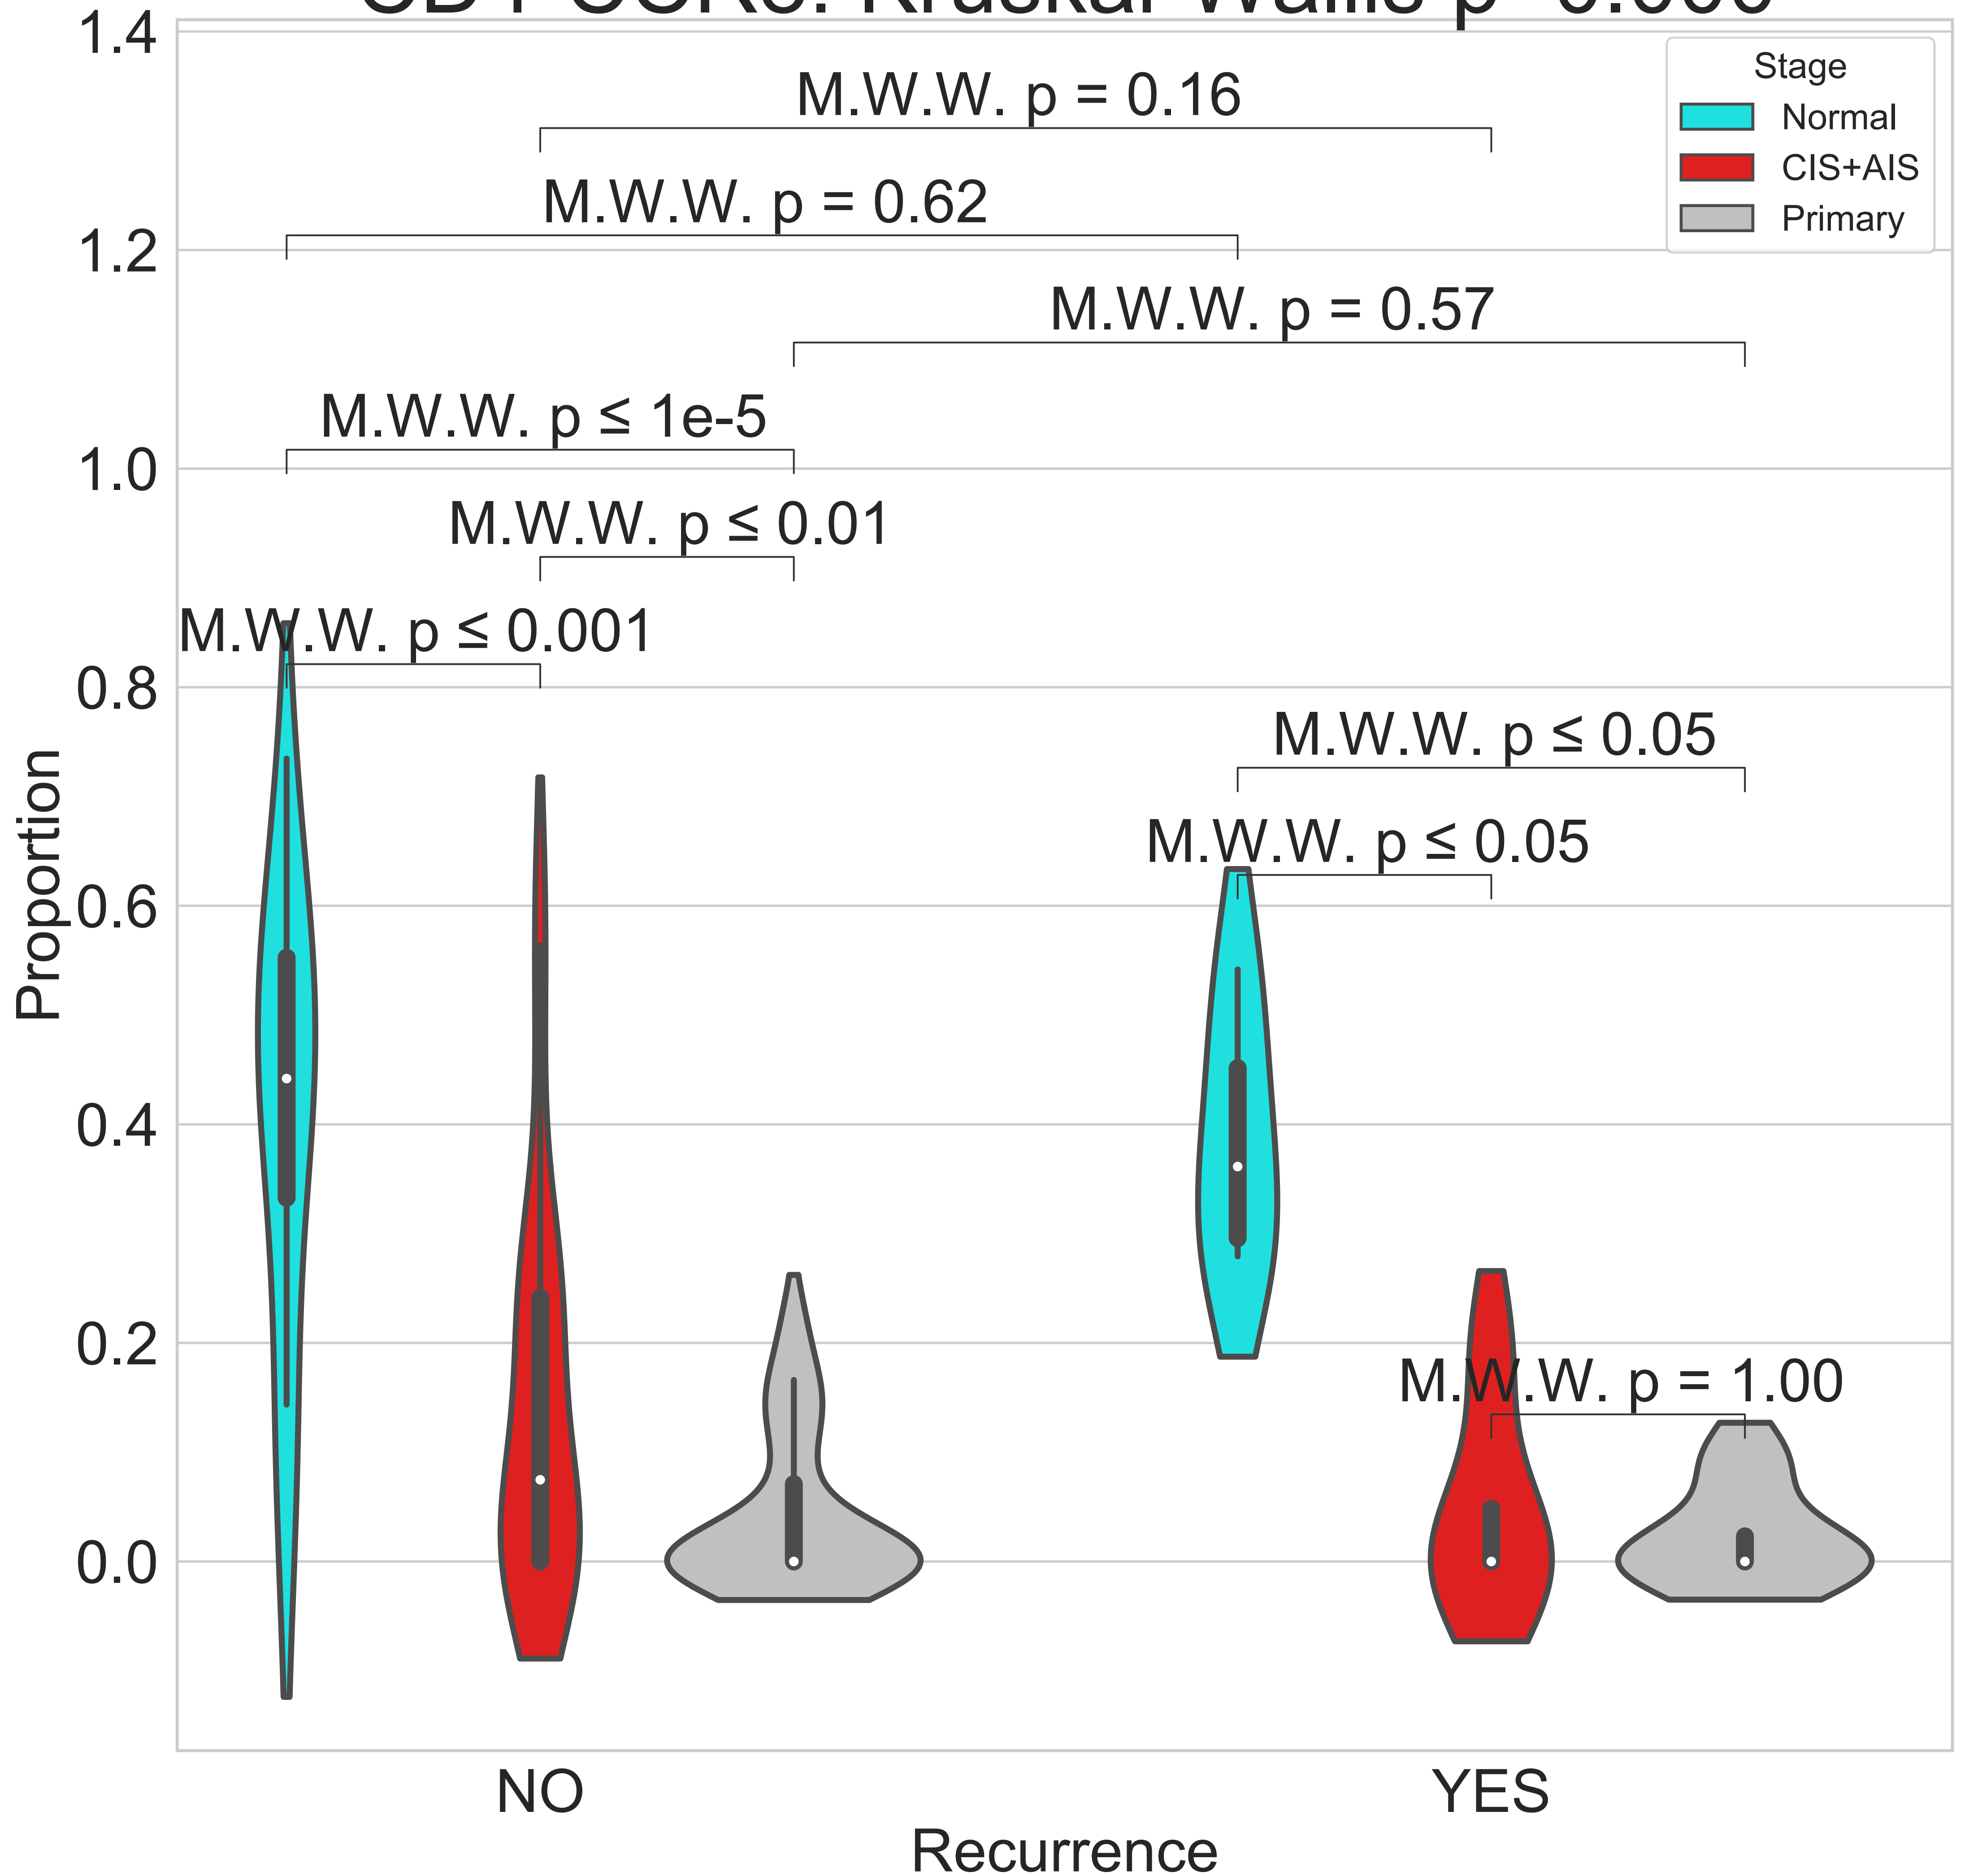 Kruskal Wallis p
1.4
1.2
1.0
0.8
0.6
0.4
0.2
0.0
Proportion
Stage
Normal
CIS+AIS
Primary
M.W.W. p = 0.16
M.W.W. p = 0.62
M.W.W. p = 0.57
M.W.W. p ≤ 1e-5
M.W.W. p ≤ 0.01
M.W.W. p ≤ 0.001
M.W.W. p ≤ 0.05
M.W.W. p ≤ 0.05
M.W.W. p = 1.00
NO
YES
Recurrence